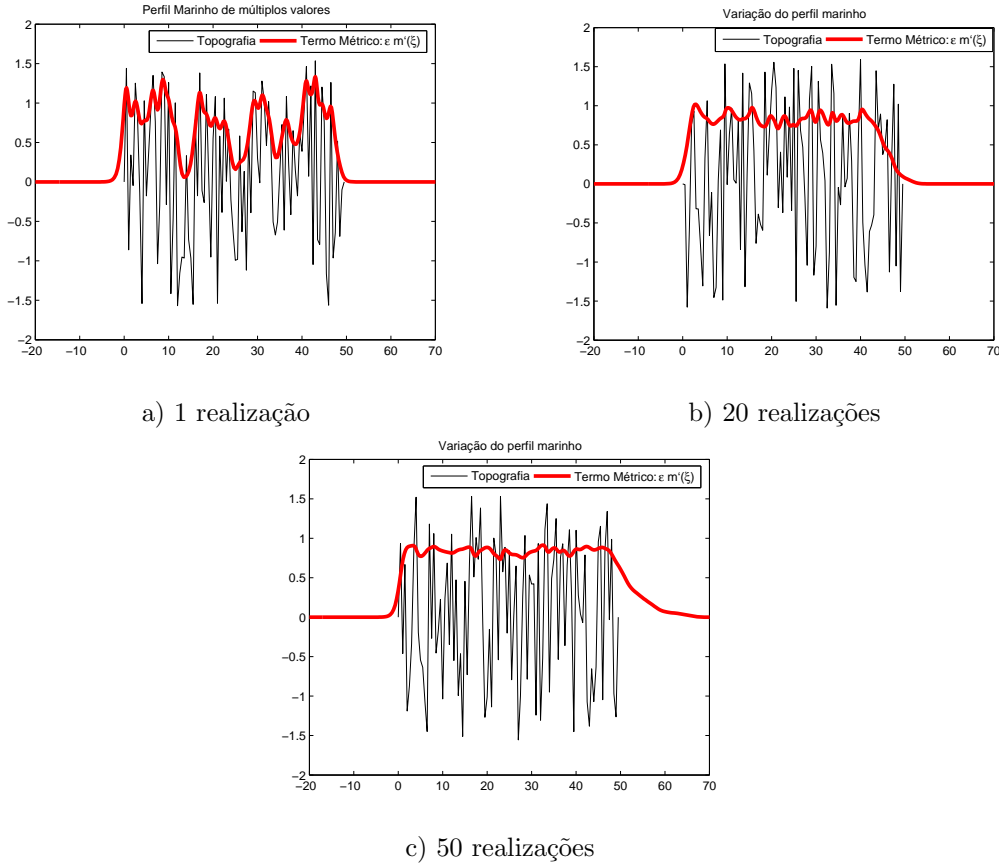 Perfil Marinho de múltiplos valores
Topografia
Termo Métrico: ε m‘(ξ)
2
1.5
1
0.5
0
−0.5
−1
−1.5
−2
−20 −10 0 10 20 30 40 50 60 70
a) 1 realização
Variação do perfil marinho
Topografia
Termo Métrico: ε m‘(ξ)
2
1.5
1
0.5
0
−0.5
−1
−1.5
−2
−20 −10 0 10 20 30 40 50 60 70
b) 20 realizações
Variação do perfil marinho
Topografia
Termo Métrico: ε m‘(ξ)
2
1.5
1
0.5
0
−0.5
−1
−1.5
−2
−20 −10 0 10 20 30 40 50 60 70
c) 50 realizações